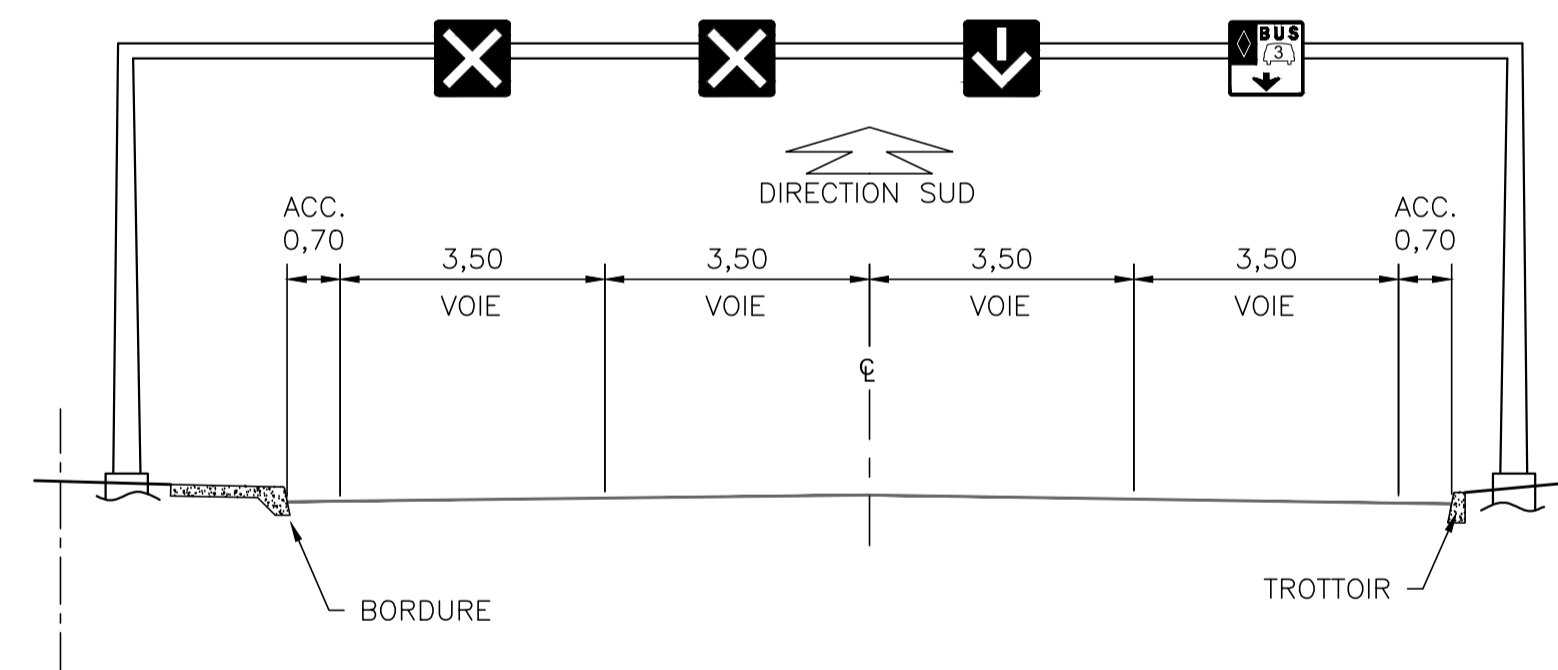 BUS
3
DIRECTION SUD
ACC.
0,70
3,50
VOIE
3,50
VOIE
3,50
VOIE
3,50
VOIE
ACC.
0,70
℄
BORDURE
TROTTOIR